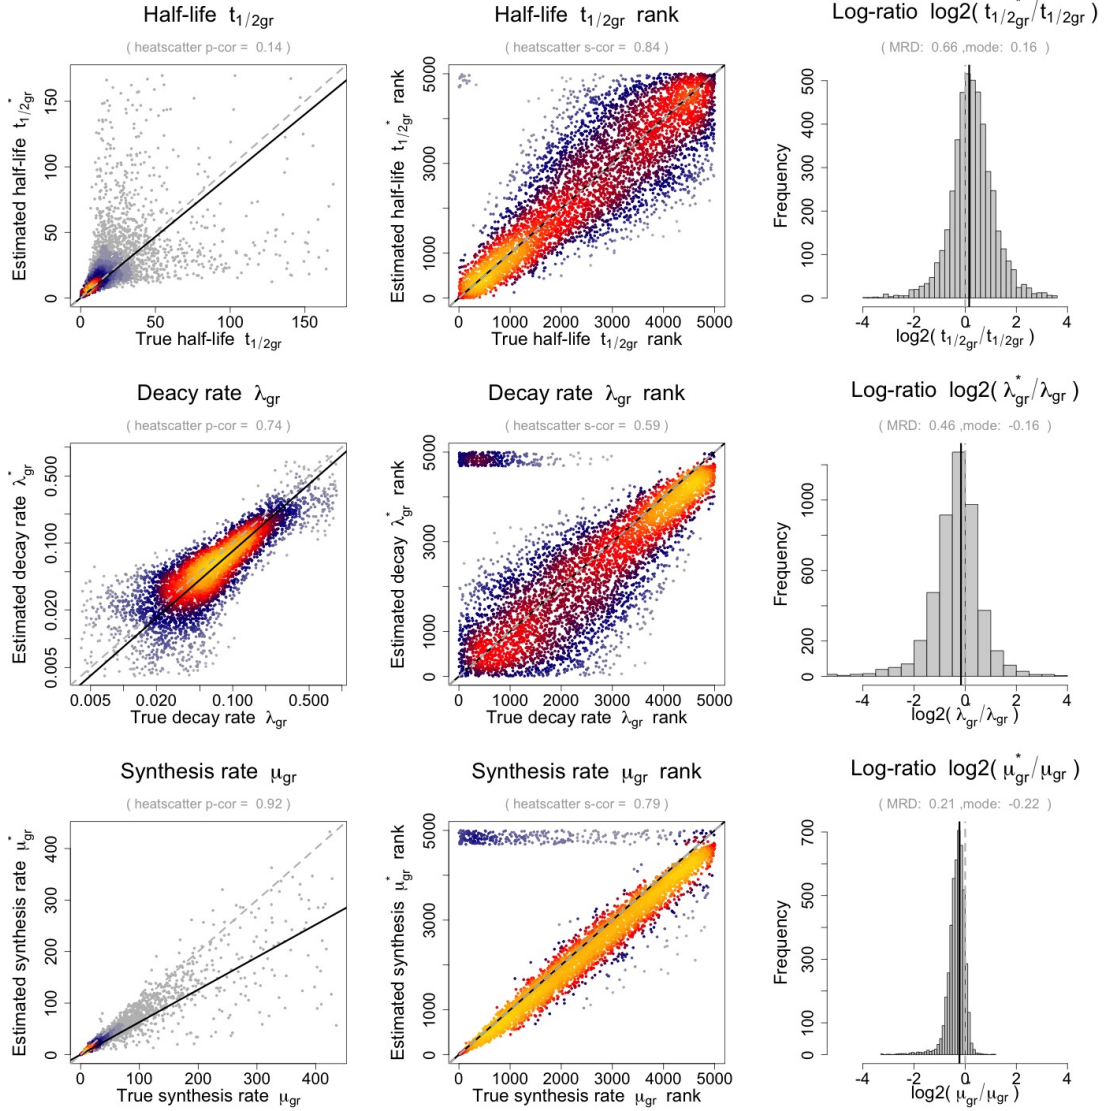 Half-life t1/2gr
( heatscatter p-cor = 0.14 )
Estimated half-life t*1/2gr
150
100
50
0
0 50 100 150
True half-life t1/2gr
Half-life t1/2gr rank
( heatscatter s-cor = 0.84 )
Estimated half-life t*1/2gr rank
5000
3000
1000
0
0 1000 2000 3000 4000 5000
True half-life t1/2gr rank
Log-ratio log2( t*1/2gr/t1/2gr )
( MRD: 0.66 ,mode: 0.16 )
Frequency
500
400
300
200
100
0
-4 -2 0 2 4
log2( t*1/2gr/t1/2gr )
Deacy rate λgr
( heatscatter p-cor = 0.74 )
Estimated decay rate λ*gr
0.500
0.100
0.020
0.005
0.005 0.020 0.100 0.500
True decay rate λgr
Decay rate λgr rank
( heatscatter s-cor = 0.59 )
Estimated decay λ*gr rank
5000
3000
1000
0
0 1000 2000 3000 4000 5000
True decay rate λgr rank
Log-ratio log2( λ*gr/λgr )
( MRD: 0.46 ,mode: -0.16 )
Frequency
1000
600
200
0
-4 -2 0 2 4
log2( λ*gr/λgr )
Synthesis rate μgr
( heatscatter p-cor = 0.92 )
Estimated synthesis rate μ*gr
400
300
200
100
0
0 100 200 300 400
True synthesis rate μgr
Synthesis rate μgr rank
( heatscatter s-cor = 0.79 )
Estimated synthesis μ*gr rank
5000
3000
1000
0
0 1000 2000 3000 4000 5000
True synthesis rate μgr rank
Log-ratio log2( μ*gr/μgr )
( MRD: 0.21 ,mode: -0.22 )
Frequency
700
500
300
100
0
-4 -2 0 2 4
log2( μ*gr/μgr )